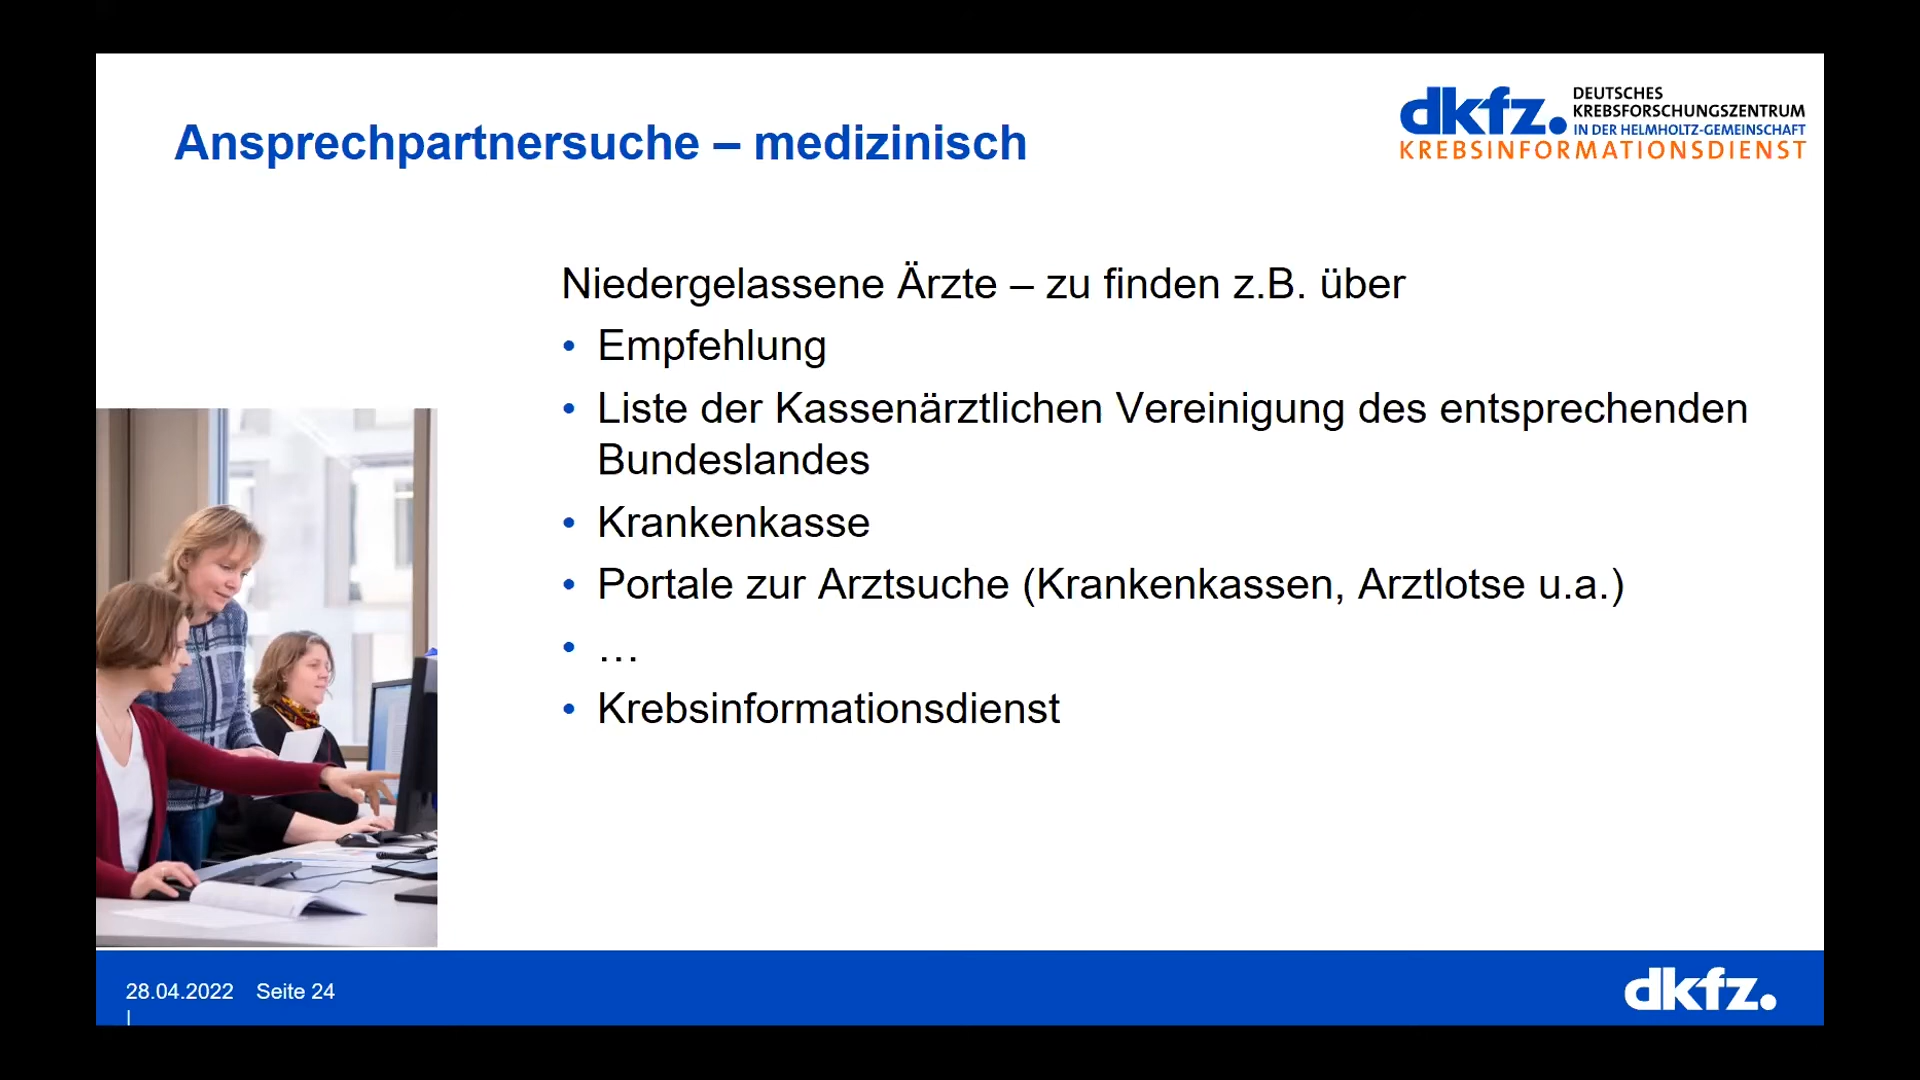 Ansprechpartnersuche – medizinisch
dkfz.
DEUTSCHES
KREBSFORSCHUNGSZENTRUM
IN DER HELMHOLTZ-GEMEINSCHAFT
KREBSINFORMATIONSDIENST
Niedergelassene Ärzte – zu finden z.B. über
• Empfehlung
• Liste der Kassenärztlichen Vereinigung des entsprechenden
Bundeslandes
• Krankenkasse
• Portale zur Arztsuche (Krankenkassen, Arztlotse u.a.)
• …
• Krebsinformationsdienst
28.04.2022 Seite 24
|
dkfz.